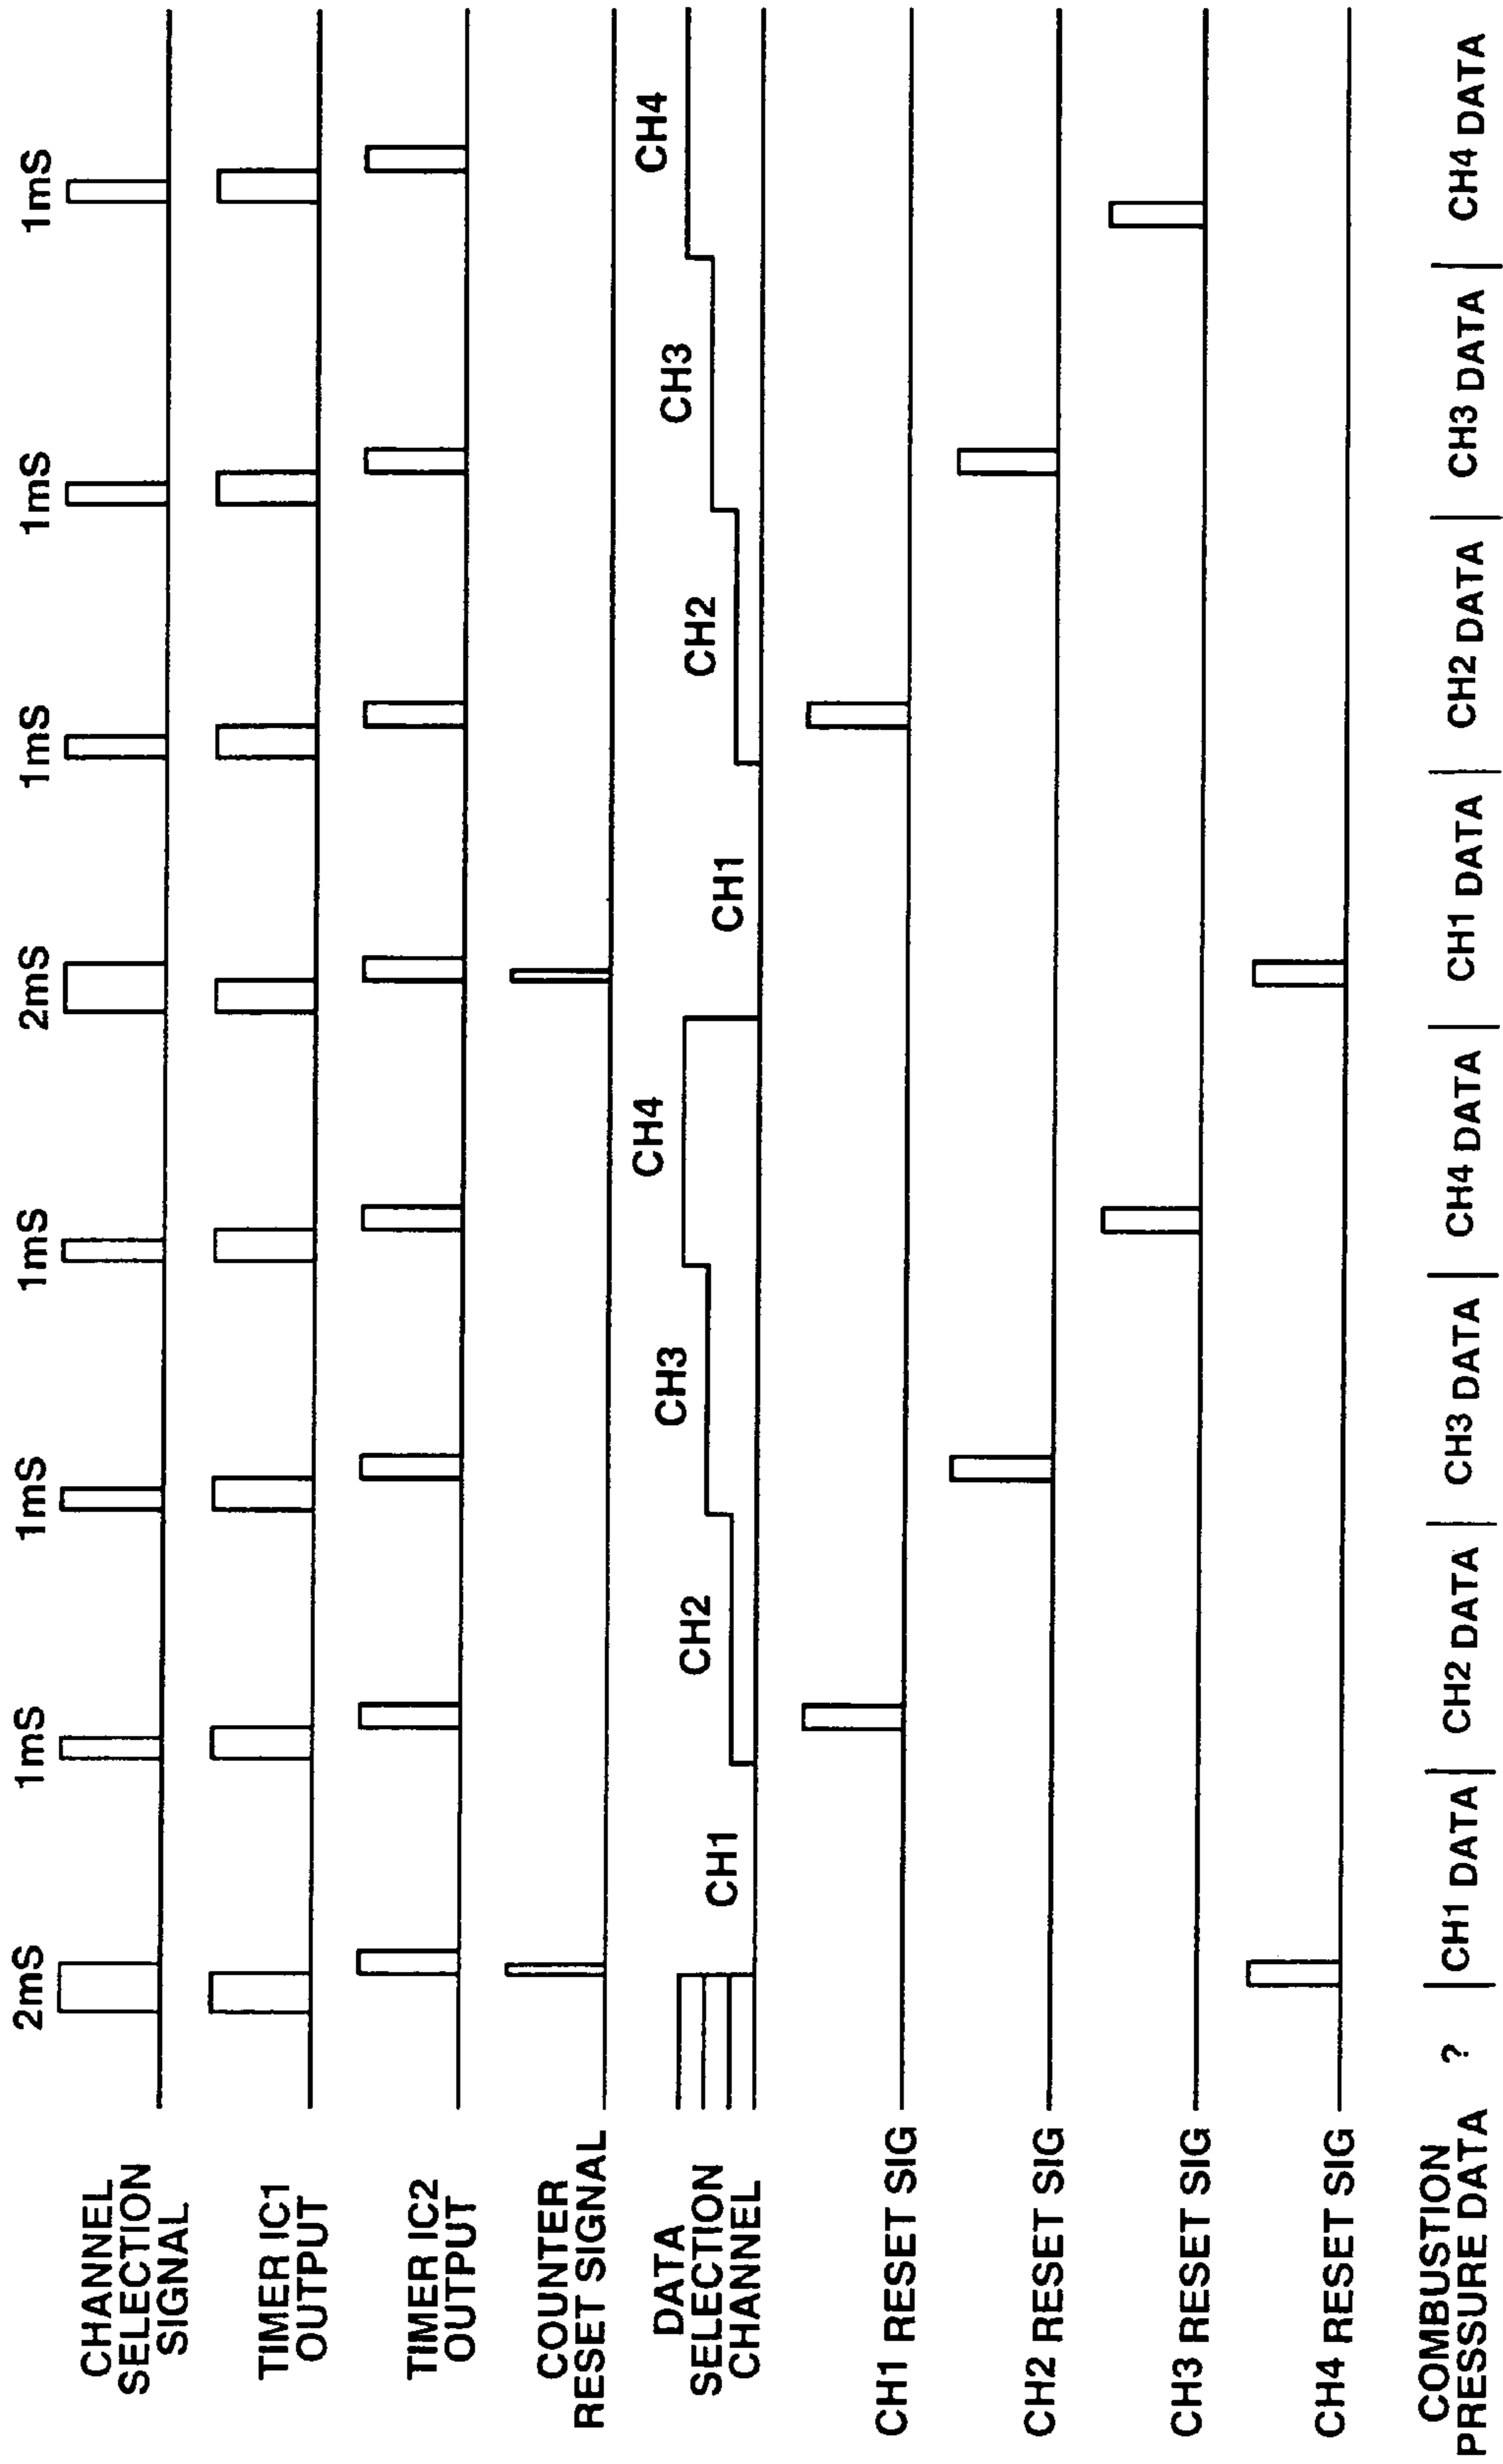 2mS 1mS 1mS 1mS 2mS 1mS 1mS 1mS
CHANNEL
SELECTION
SIGNAL
TIMER IC1
OUTPUT
TIMER IC2
OUTPUT
COUNTER
RESET SIGNAL
DATA
SELECTION
CHANNEL
CH1 CH2 CH3 CH4 CH1 CH2 CH3 CH4
CH1 RESET SIG
CH2 RESET SIG
CH3 RESET SIG
CH4 RESET SIG
COMBUSTION
PRESSURE DATA
? CH1 DATA CH2 DATA CH3 DATA CH4 DATA CH1 DATA CH2 DATA CH3 DATA CH4 DATA